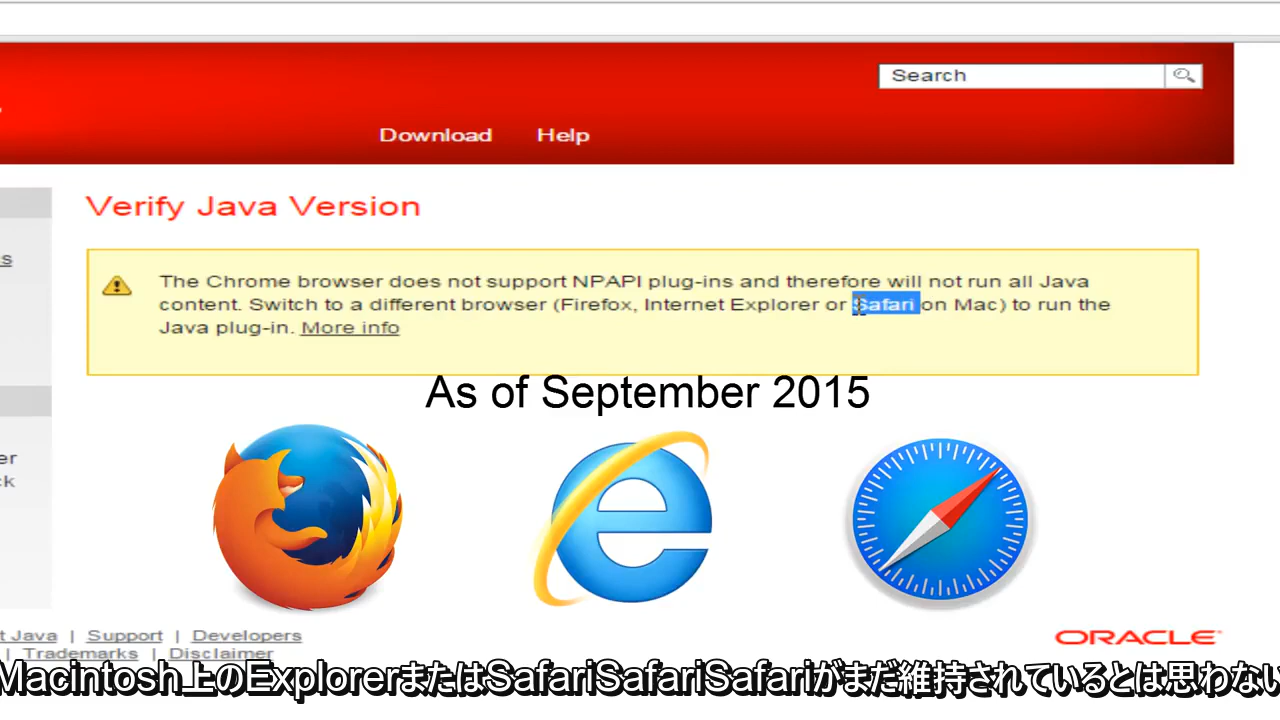 Search
Download Help
Verify Java Version
The Chrome browser does not support NPAPI plug-ins and therefore will not run all Java
content. Switch to a different browser (Firefox, Internet Explorer or Safari on Mac) to run the
Java plug-in. More info
As of September 2015
t Java | Support | Developers
| Trademarks | Disclaimer
ORACLE
Macintosh上のExplorerまたはSafariSafariSafariがまだ維持されているとは思わない